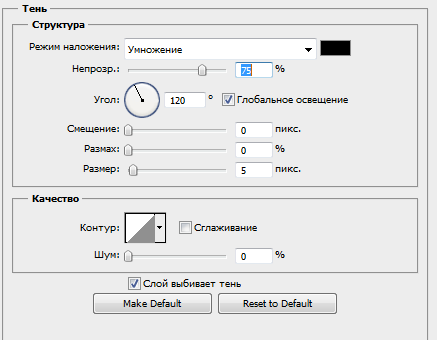 Тень
Структура
Режим наложения: Умножение
Непрозр.: 75 %
Угол: 120 ° Глобальное освещение
Смещение: 0 пикс.
Размах: 0 %
Размер: 5 пикс.
Качество
Контур: Сглаживание
Шум: 0 %
Слой выбивает тень
Make Default Reset to Default